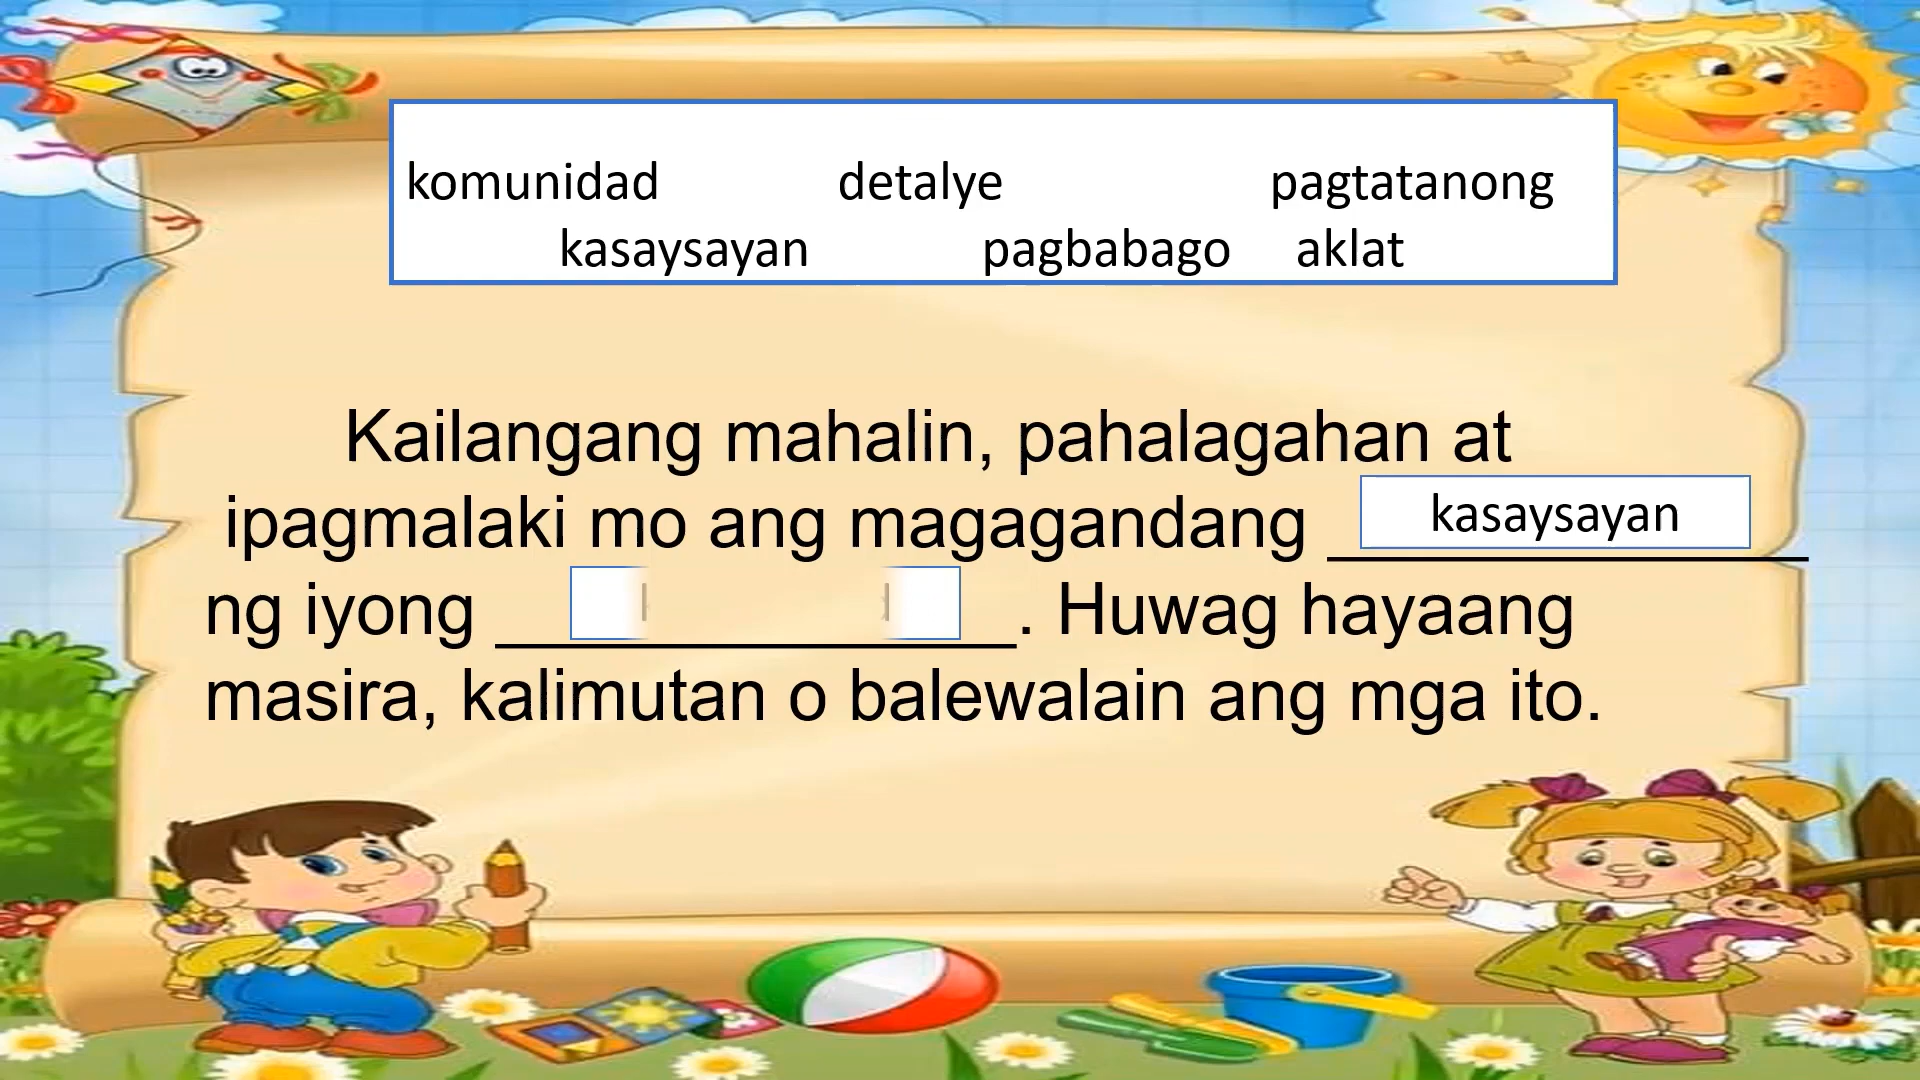 komunidad detalye pagtatanong
kasaysayan pagbabago aklat
Kailangang mahalin, pahalagahan at
ipagmalaki mo ang magagandang kasaysayan
ng iyong ____________. Huwag hayaang
masira, kalimutan o balewalain ang mga ito.